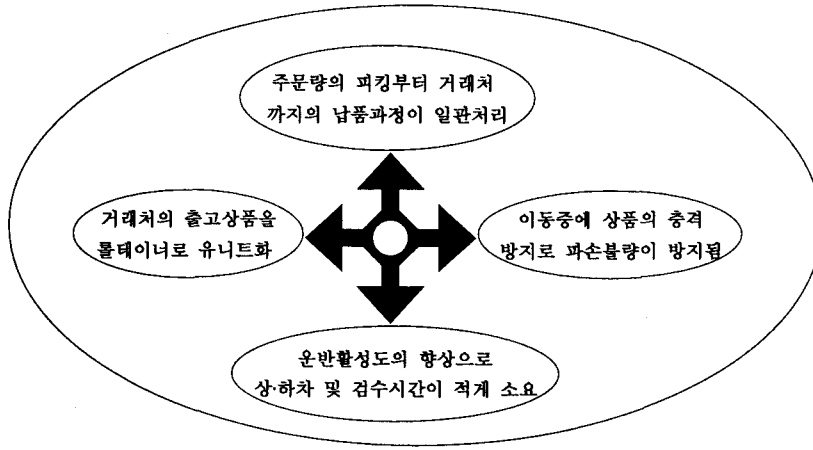 주문량의 피킹부터 거래처
까지의 납품과정이 일관처리
거래처의 출고상품을
롤테이너로 유니트화
이동중에 상품의 충격
방지로 파손불량이 방지됨
운반활성도의 향상으로
상·하차 및 검수시간이 적게 소요